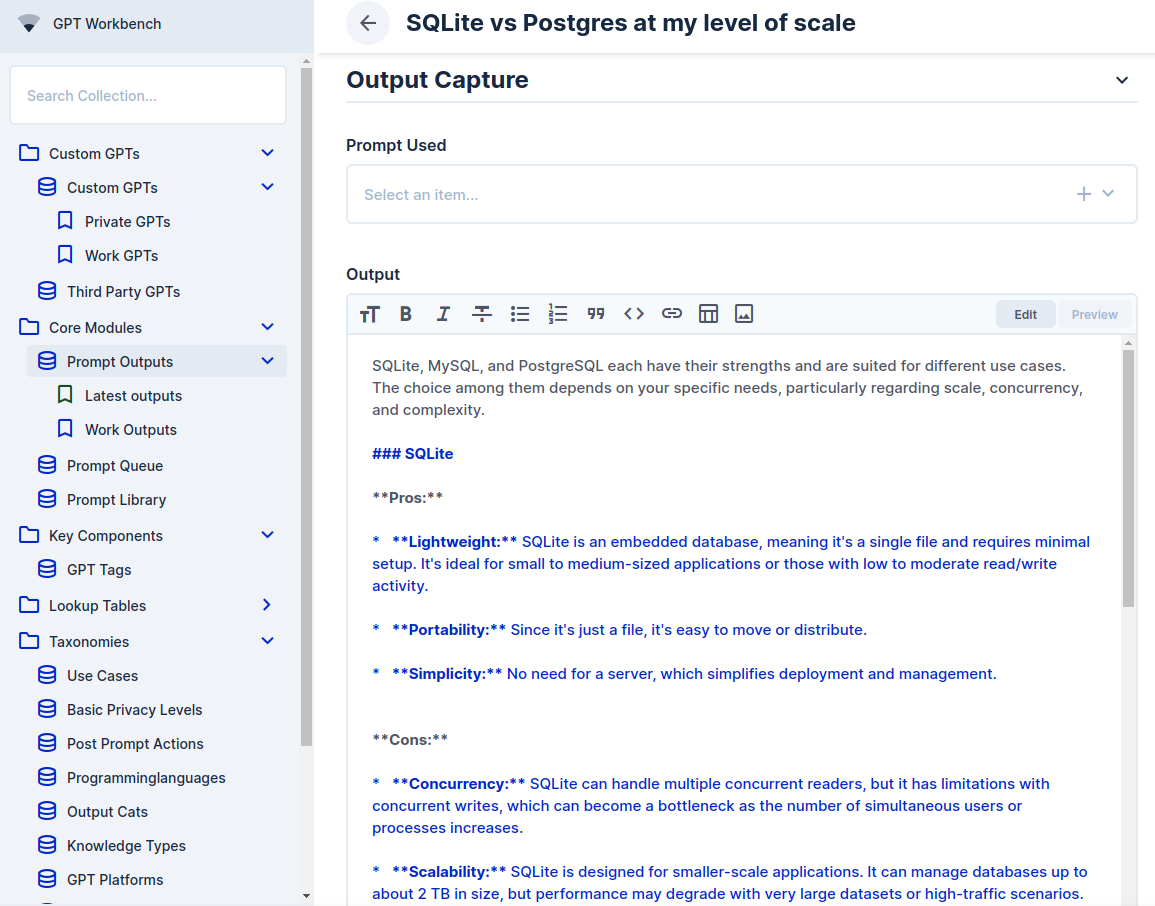 GPT Workbench
Search Collection...
Custom GPTs
Custom GPTs
Private GPTs
Work GPTs
Third Party GPTs
Core Modules
Prompt Outputs
Latest outputs
Work Outputs
Prompt Queue
Prompt Library
Key Components
GPT Tags
Lookup Tables
Taxonomies
Use Cases
Basic Privacy Levels
Post Prompt Actions
Programminglanguages
Output Cats
Knowledge Types
GPT Platforms
SQLite vs Postgres at my level of scale
Output Capture
Prompt Used
Select an item...
Output
Edit
Preview
SQLite, MySQL, and PostgreSQL each have their strengths and are suited for different use cases.
The choice among them depends on your specific needs, particularly regarding scale, concurrency,
and complexity.
### SQLite
**Pros:**
* **Lightweight:** SQLite is an embedded database, meaning it's a single file and requires minimal
setup. It's ideal for small to medium-sized applications or those with low to moderate read/write
activity.
* **Portability:** Since it's just a file, it's easy to move or distribute.
* **Simplicity:** No need for a server, which simplifies deployment and management.
**Cons:**
* **Concurrency:** SQLite can handle multiple concurrent readers, but it has limitations with
concurrent writes, which can become a bottleneck as the number of simultaneous users or
processes increases.
* **Scalability:** SQLite is designed for smaller-scale applications. It can manage databases up to
about 2 TB in size, but performance may degrade with very large datasets or high-traffic scenarios.